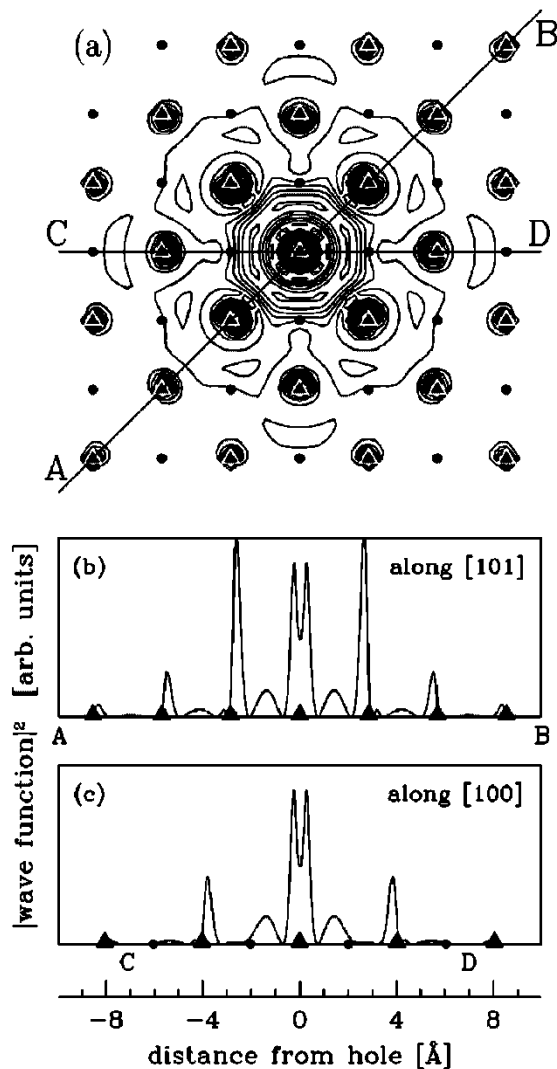 (a)
B
C
D
A
|wave function|² [arb. units]
(b)
along [101]
A
B
(c)
along [100]
C
D
-8
-4
0
4
8
distance from hole [Å]